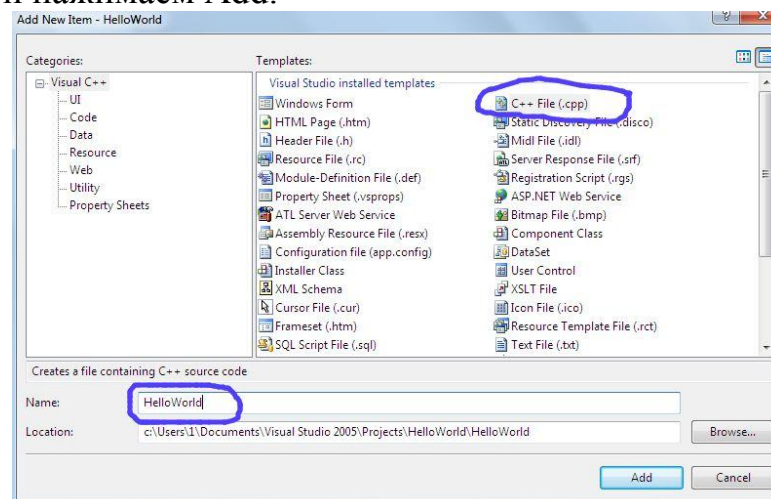 и нажимаем Add.
Add New Item - HelloWorld
Categories:
Templates:
Visual C++
UI
Code
Data
Resource
Web
Utility
Property Sheets
Visual Studio installed templates
Windows Form
C++ File (.cpp)
HTML Page (.htm)
Static Discovery File (.disco)
Header File (.h)
Midl File (.idl)
Resource File (.rc)
Server Response File (.srf)
Module-Definition File (.def)
Registration Script (.rgs)
Property Sheet (.vsprops)
ASP.NET Web Service
ATL Server Web Service
Bitmap File (.bmp)
Assembly Resource File (.resx)
Component Class
Configuration file (app.config)
DataSet
Installer Class
User Control
XML Schema
XSLT File
Cursor File (.cur)
Icon File (.ico)
Frameset (.htm)
Resource Template File (.rct)
SQL Script File (.sql)
Text File (.txt)
Creates a file containing C++ source code
Name:
HelloWorld
Location:
c:\Users\1\Documents\Visual Studio 2005\Projects\HelloWorld\HelloWorld
Browse...
Add
Cancel